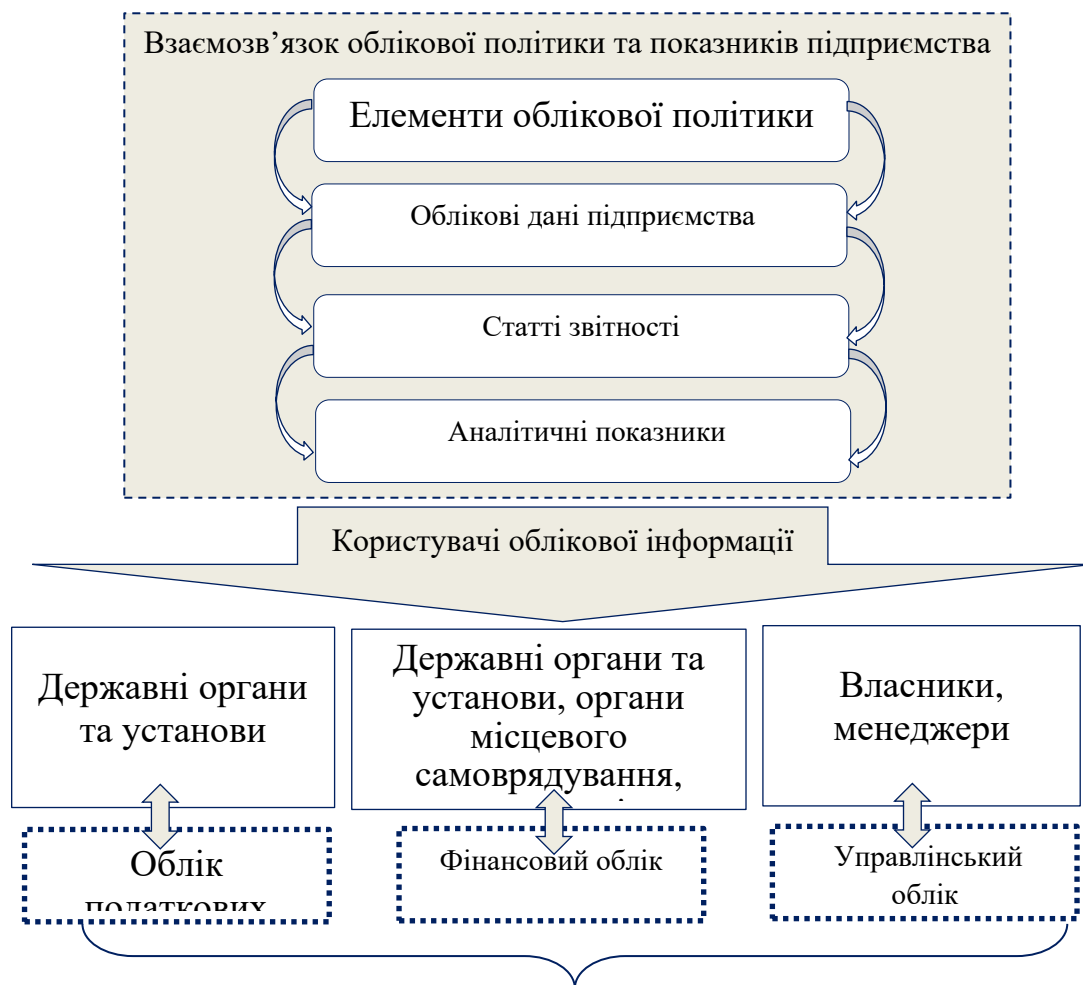 Взаємозв’язок облікової політики та показників підприємства
Елементи облікової політики
Облікові дані підприємства
Статті звітності
Аналітичні показники
Користувачі облікової інформації
Державні органи
та установи
Державні органи та
установи, органи
місцевого
самоврядування,
Власники,
менеджери
Облік
податкових
Фінансовий облік
Управлінський
облік